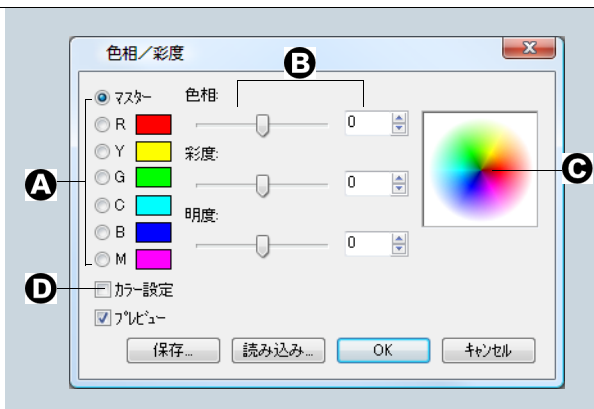 色相／彩度
X
B
マスター 色相:
R 0
Y 彩度:
G 0
C 明度:
B 0
M
A
C
D
カラー設定
プレビュー
保存... 読み込み... OK キャンセル